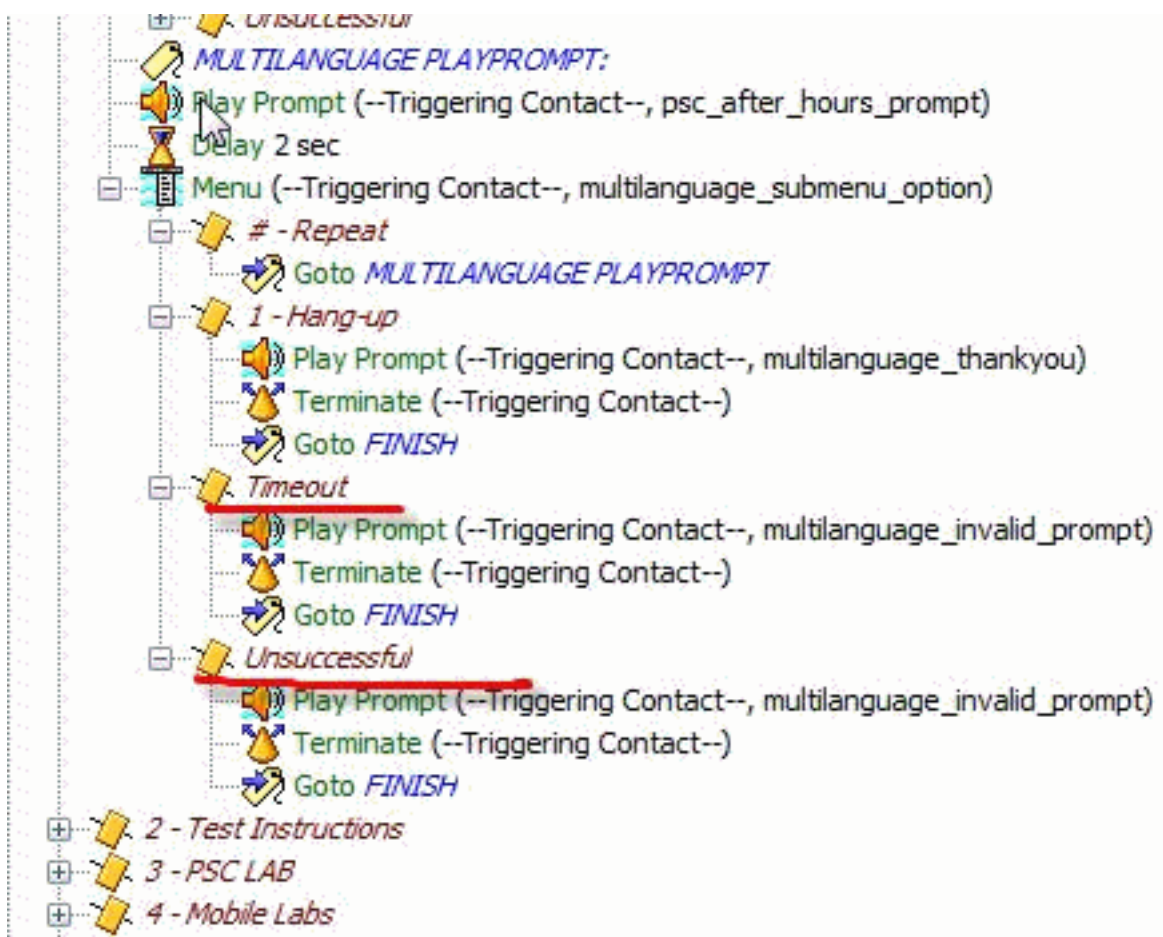 Unsuccessful
MULTILANGUAGE PLAYPROMPT:
Play Prompt (--Triggering Contact--, psc_after_hours_prompt)
Delay 2 sec
Menu (--Triggering Contact--, multilanguage_submenu_option)
# - Repeat
Goto MULTILANGUAGE PLAYPROMPT
1 - Hang-up
Play Prompt (--Triggering Contact--, multilanguage_thankyou)
Terminate (--Triggering Contact--)
Goto FINISH
Timeout
Play Prompt (--Triggering Contact--, multilanguage_invalid_prompt)
Terminate (--Triggering Contact--)
Goto FINISH
Unsuccessful
Play Prompt (--Triggering Contact--, multilanguage_invalid_prompt)
Terminate (--Triggering Contact--)
Goto FINISH
2 - Test Instructions
3 - PSC LAB
4 - Mobile Labs